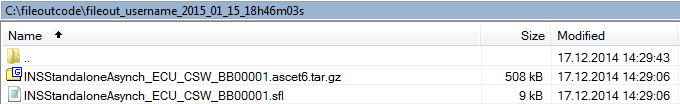 C:\fileoutcode\fileout_username_2015_01_15_18h46m03s
Name Size Modified
.. 17.12.2014 14:29:43
INSStandaloneAsynch_ECU_CSW_BB00001.ascet6.tar.gz 508 kB 17.12.2014 14:29:06
INSStandaloneAsynch_ECU_CSW_BB00001.sfl 9 kB 17.12.2014 14:29:06